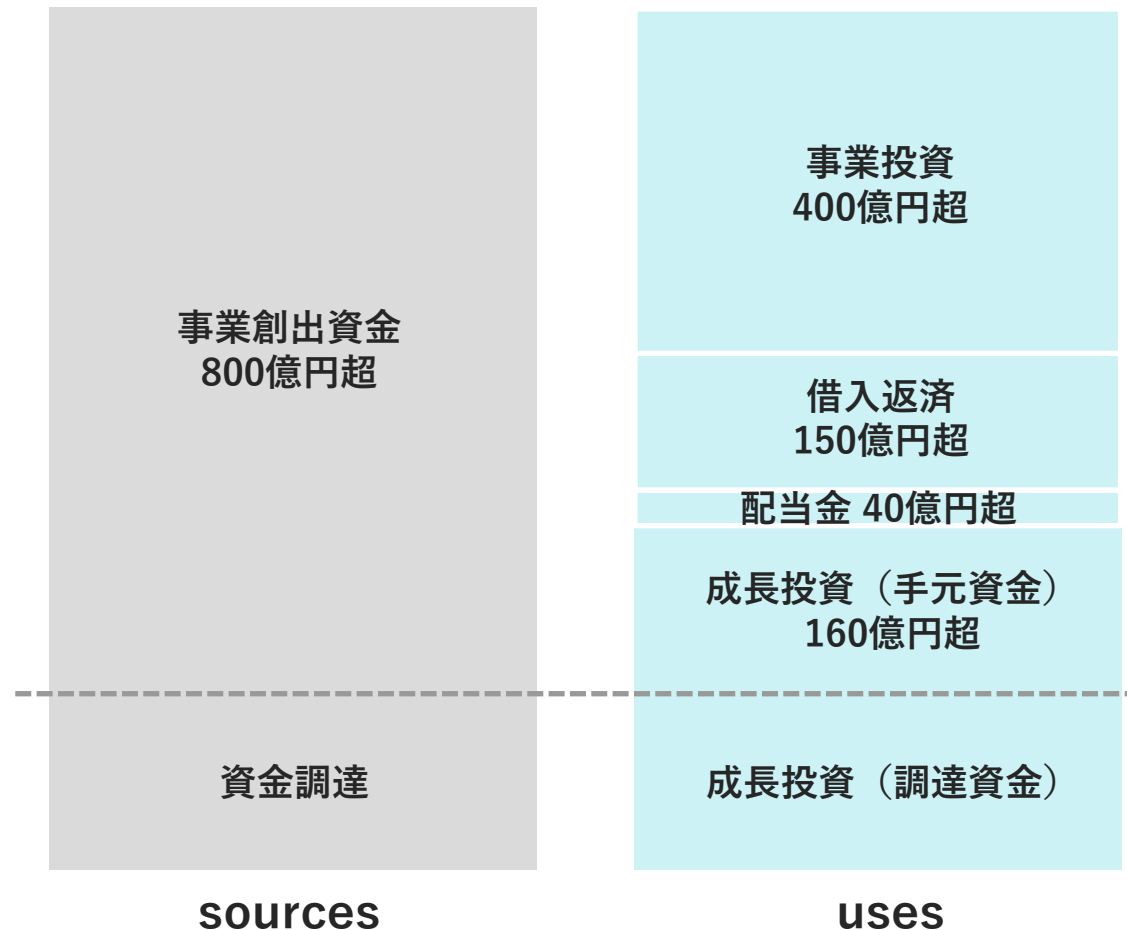 事業創出資金
800億円超
資金調達
sources
事業投資
400億円超
借入返済
150億円超
配当金 40億円超
成長投資（手元資金）
160億円超
成長投資（調達資金）
uses